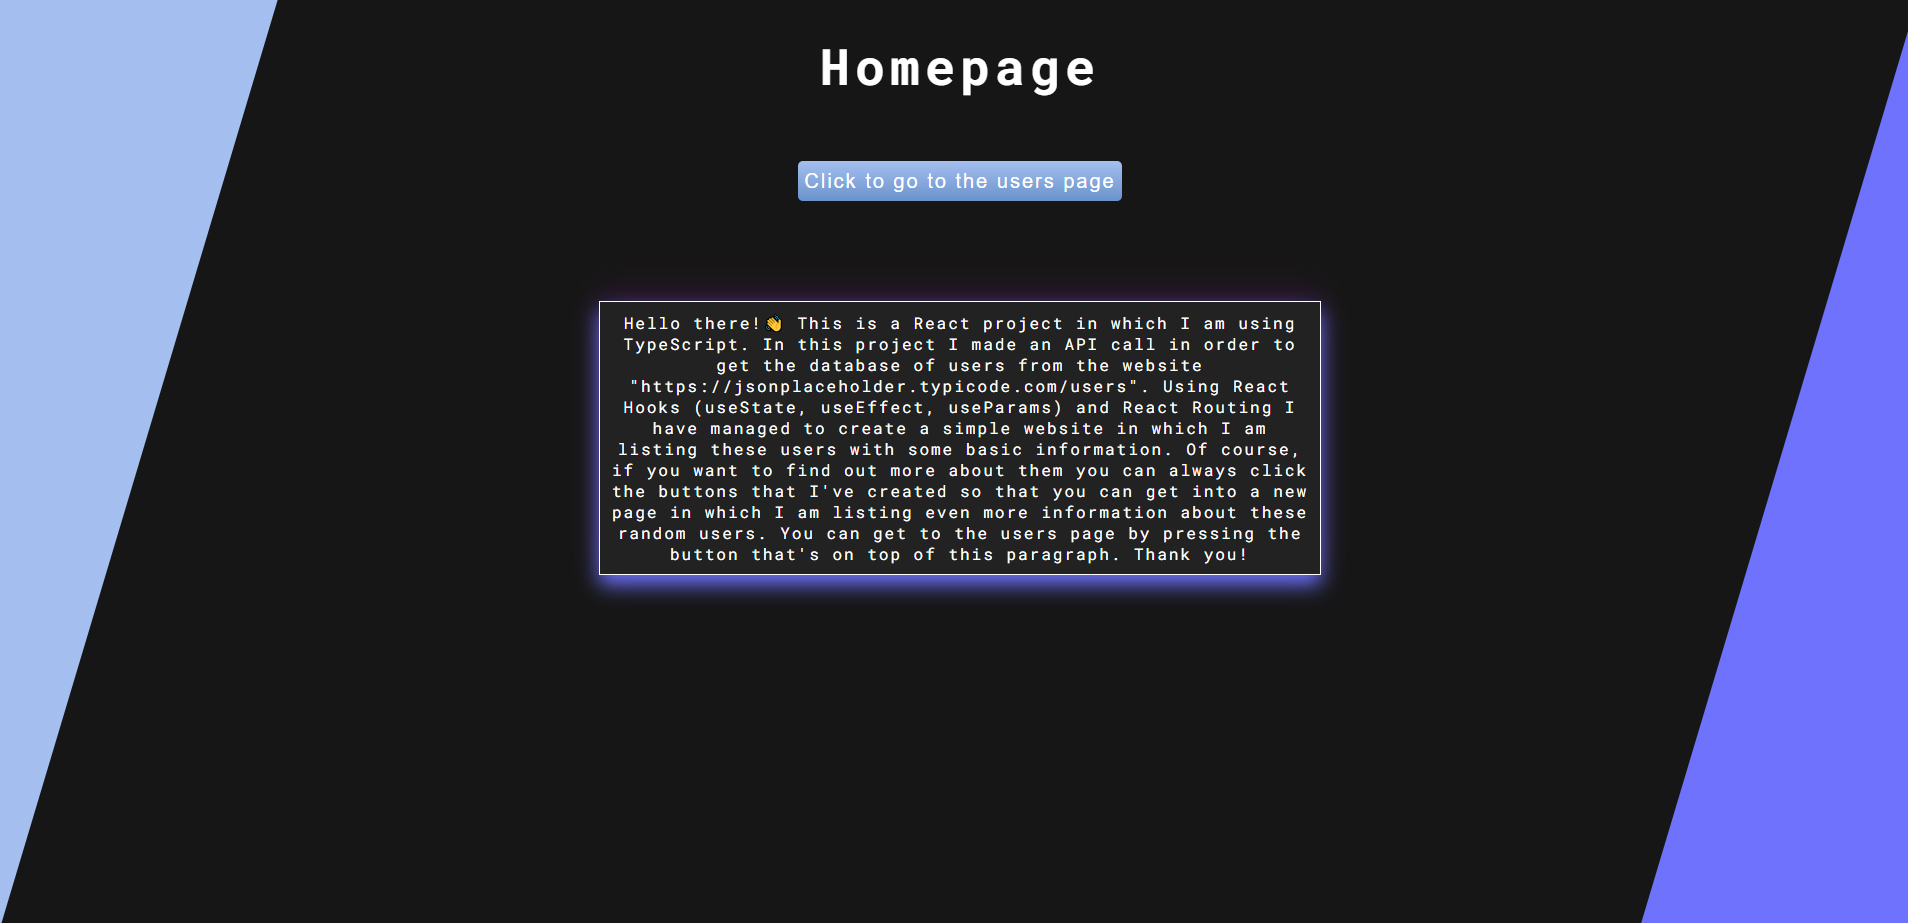 Homepage
Click to go to the users page
Hello there!👋 This is a React project in which I am using
TypeScript. In this project I made an API call in order to
get the database of users from the website
"https://jsonplaceholder.typicode.com/users". Using React
Hooks (useState, useEffect, useParams) and React Routing I
have managed to create a simple website in which I am
listing these users with some basic information. Of course,
if you want to find out more about them you can always click
the buttons that I've created so that you can get into a new
page in which I am listing even more information about these
random users. You can get to the users page by pressing the
button that's on top of this paragraph. Thank you!